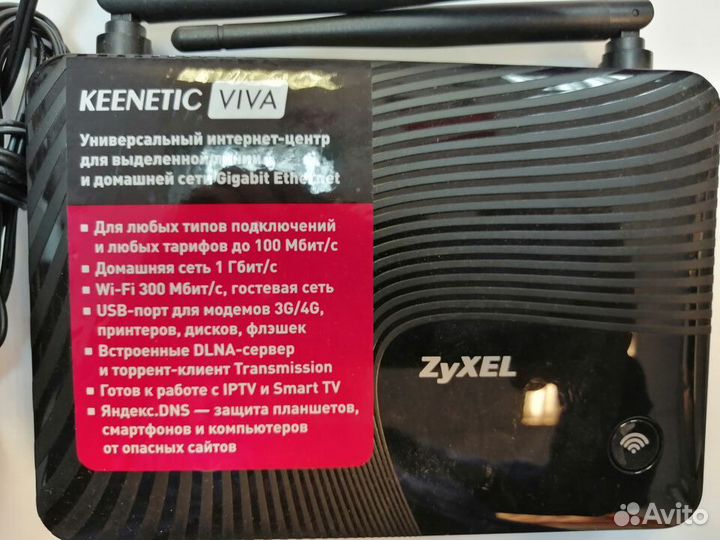 KEENETIC VIVA
Универсальный интернет-центр
для выделенной линии
и домашней сети Gigabit Ethernet
Для любых типов подключений
и любых тарифов до 100 Мбит/с
Домашняя сеть 1 Гбит/с
Wi-Fi 300 Мбит/с, гостевая сеть
USB-порт для модемов 3G/4G,
принтеров, дисков, флэшек
Встроенные DLNA-сервер
и торрент-клиент Transmission
Готов к работе с IPTV и Smart TV
Яндекс.DNS — защита планшетов,
смартфонов и компьютеров
от опасных сайтов
ZyXEL
Avito